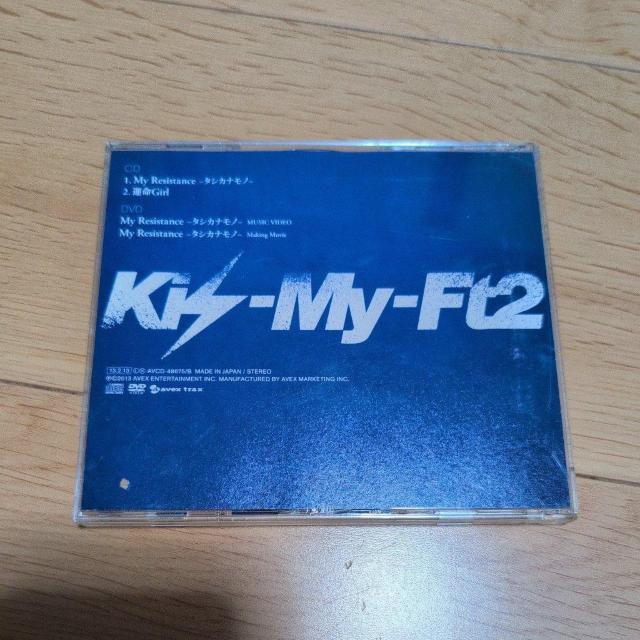 CD
1. My Resistance -タシカナモノ-
2. 運命Girl
DVD
My Resistance -タシカナモノ- MUSIC VIDEO
My Resistance -タシカナモノ- Making Movie
Kis-My-Ft2
13.2.13 ⓁⓍ AVCD-48675/B MADE IN JAPAN / STEREO
ⓅⒸ2013 AVEX ENTERTAINMENT INC. MANUFACTURED BY AVEX MARKETING INC.
DVD avex trax